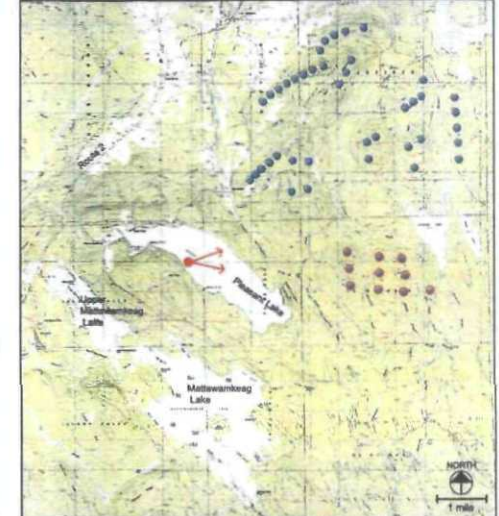 Route 2
Pleasant Lake
Upper
Mattawamkeag
Lake
Mattawamkeag
Lake
NORTH
1 mile